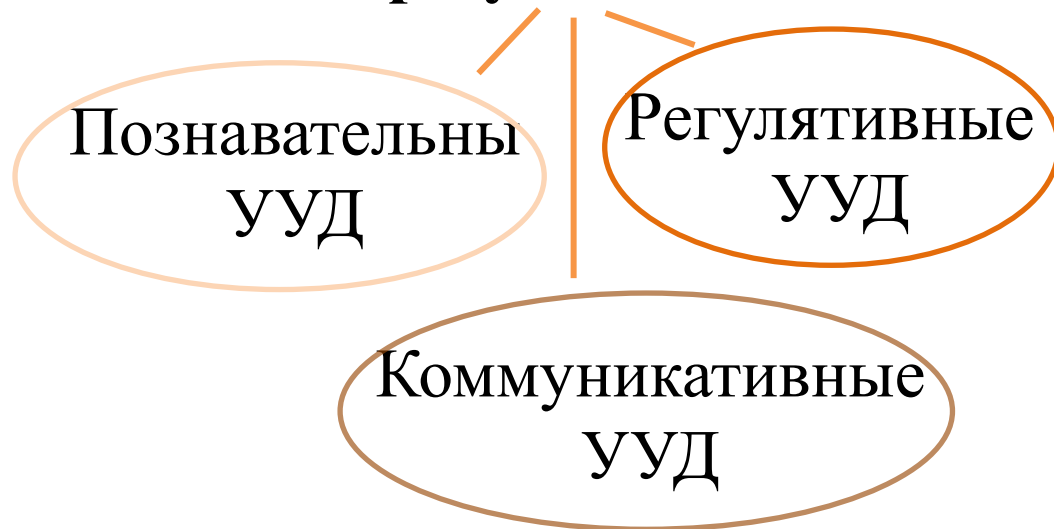 Познавательны
УУД
Регулятивные
УУД
Коммуникативные
УУД